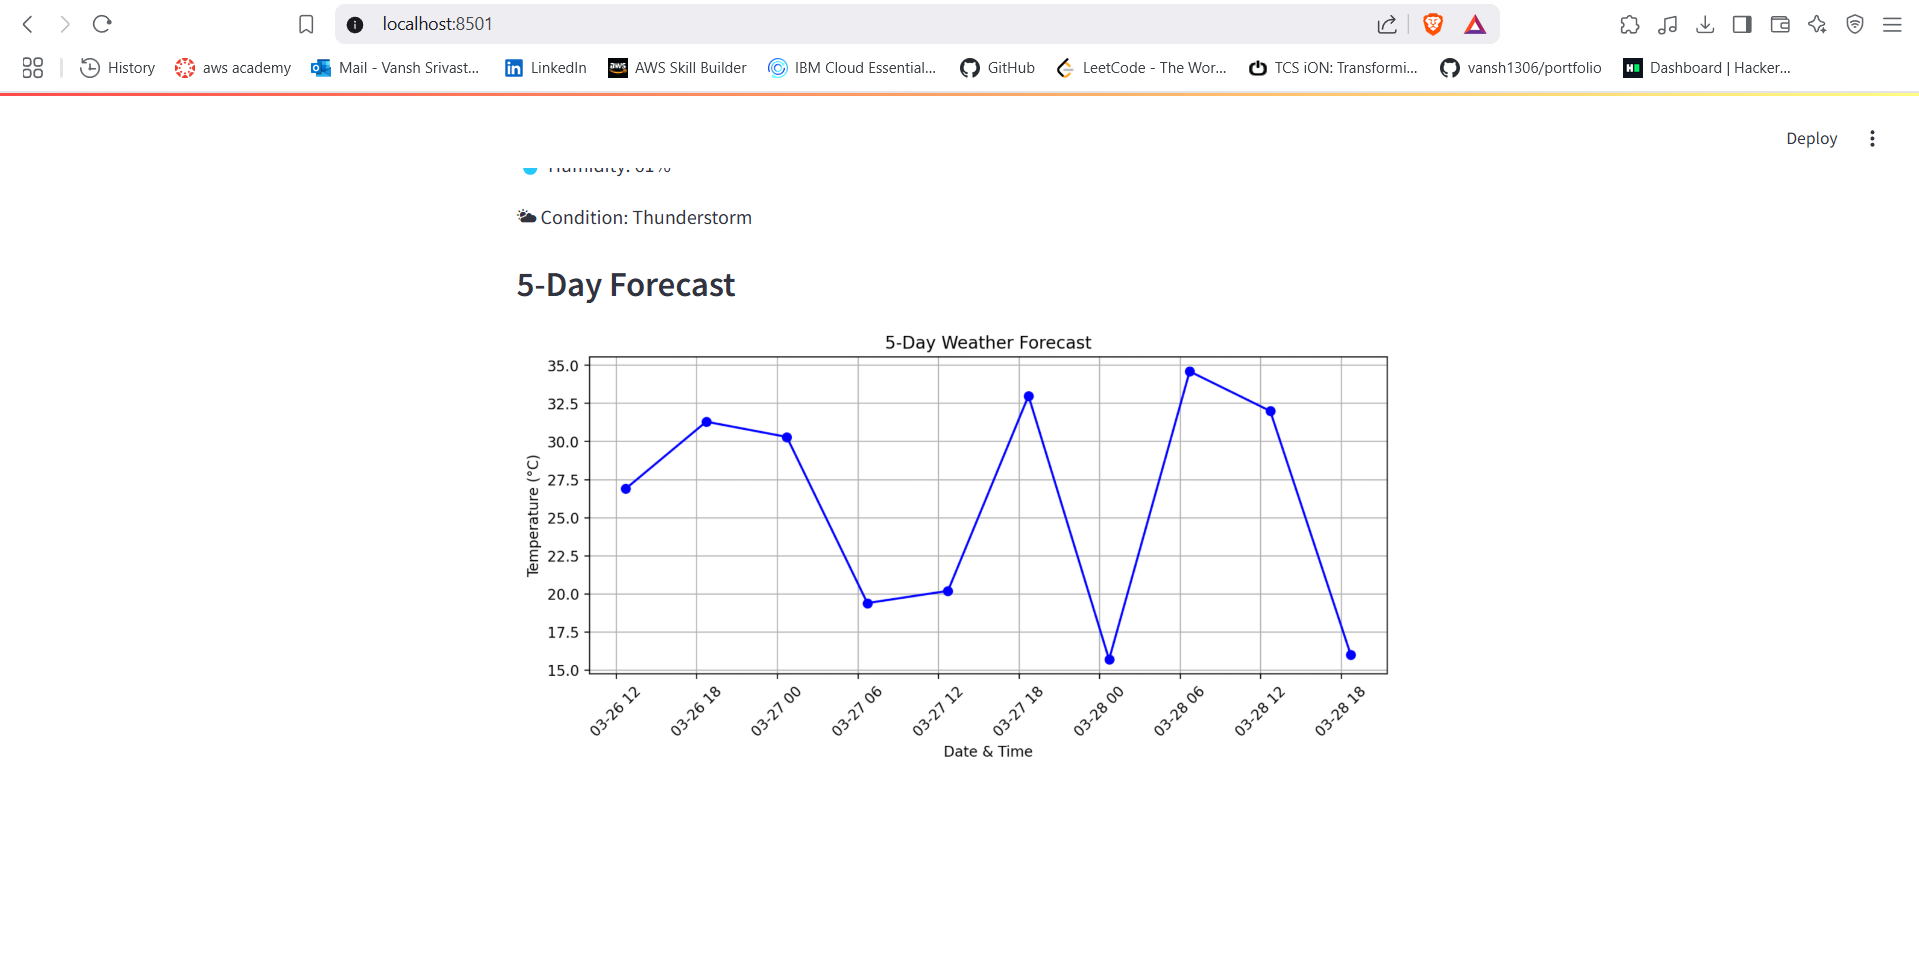 localhost:8501
History aws academy Mail - Vansh Srivast... LinkedIn AWS Skill Builder IBM Cloud Essential... GitHub LeetCode - The Wor... TCS iON: Transformi... vansh1306/portfolio Dashboard | Hacker...
Deploy
Humidity: 61%
Condition: Thunderstorm
5-Day Forecast
5-Day Weather Forecast
Temperature (°C)
35.0
32.5
30.0
27.5
25.0
22.5
20.0
17.5
15.0
03-26 12 03-26 18 03-27 00 03-27 06 03-27 12 03-27 18 03-28 00 03-28 06 03-28 12 03-28 18
Date & Time